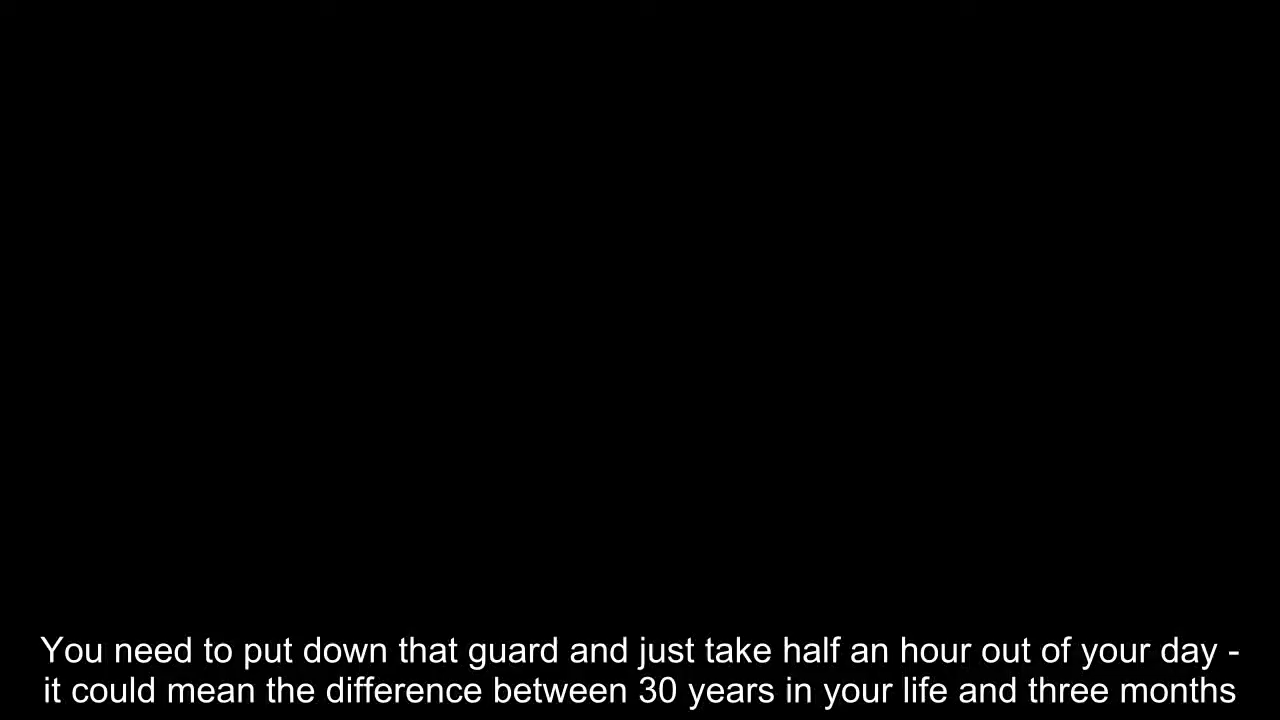 You need to put down that guard and just take half an hour out of your day -
it could mean the difference between 30 years in your life and three months